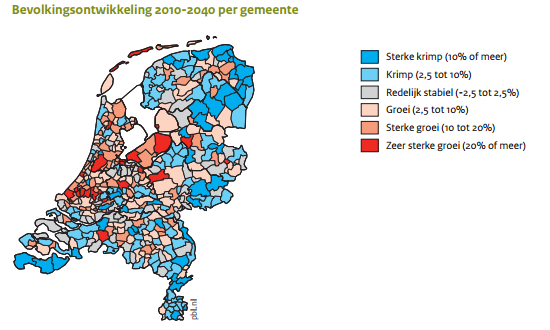 Bevolkingsontwikkeling 2010-2040 per gemeente
Sterke krimp (10% of meer)
Krimp (2,5 tot 10%)
Redelijk stabiel (-2,5 tot 2,5%)
Groei (2,5 tot 10%)
Sterke groei (10 tot 20%)
Zeer sterke groei (20% of meer)
pbl.nl